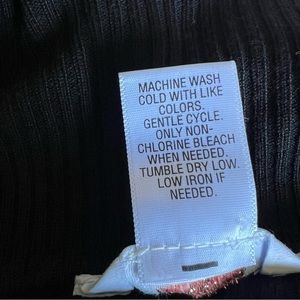 MACHINE WASH
COLD WITH LIKE
COLORS.
GENTLE CYCLE.
ONLY NON-
CHLORINE BLEACH
WHEN NEEDED.
TUMBLE DRY LOW.
LOW IRON IF
NEEDED.